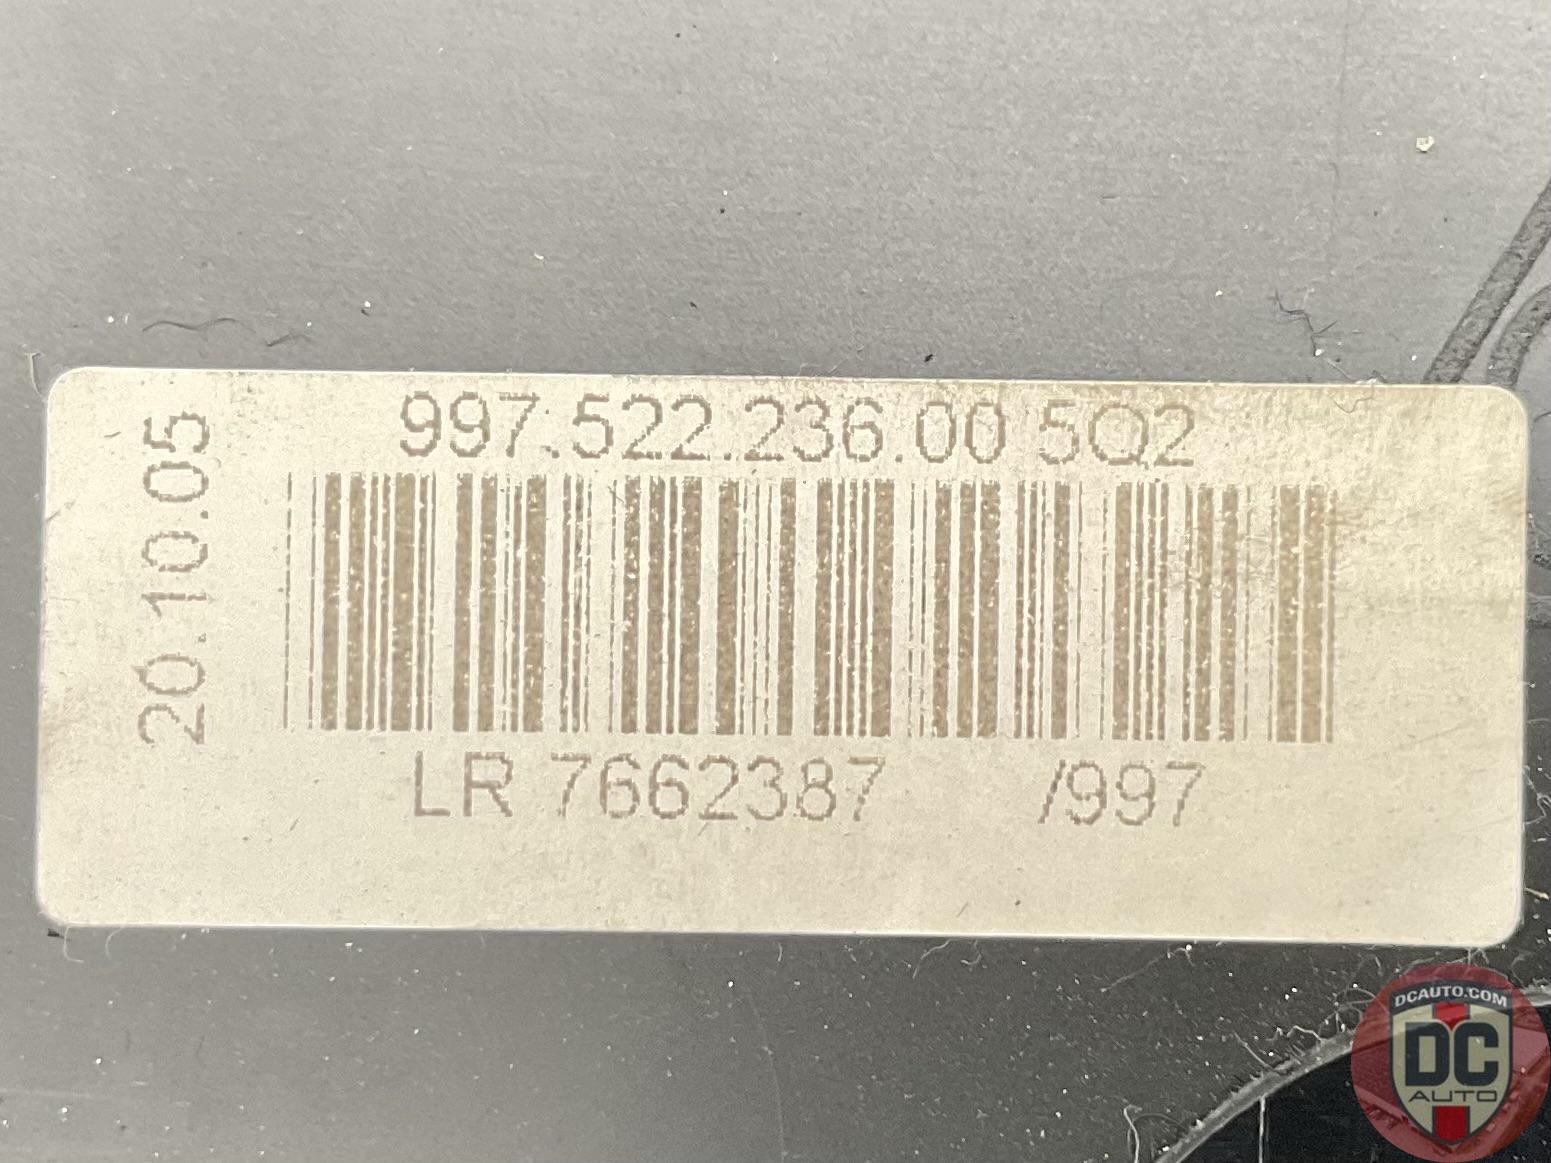 997.522.236.00 5Q2
20.10.05
LR 7662387 /997
DCAUTO.COM
DC
AUTO